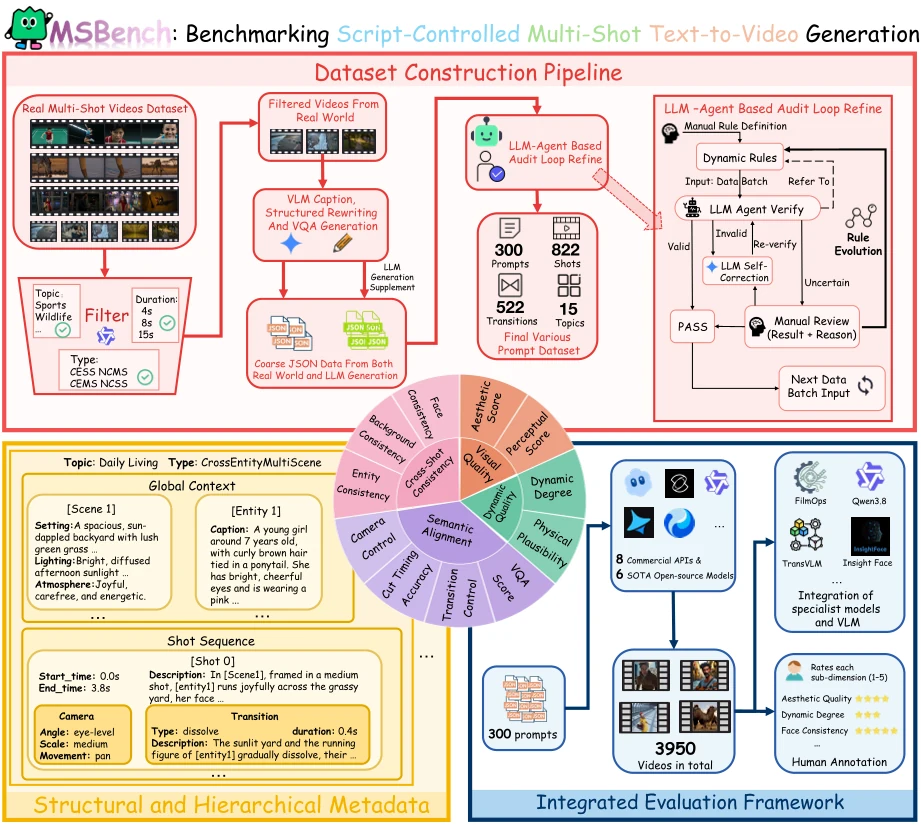 MSBench: Benchmarking Script-Controlled Multi-Shot Text-to-Video Generation
Dataset Construction Pipeline
Real Multi-Shot Videos Dataset
Topic:
Sports
Wildlife
...
Filter
Duration:
4s
8s
15s
Type:
CESS NCMS
CEMS NCSS
Filtered Videos From
Real World
VLM Caption,
Structured Rewriting
And VQA Generation
LLM
Generation
Supplement
JSON
JSON
JSON
JSON
Coarse JSON Data From Both
Real World and LLM Generation
LLM-Agent Based
Audit Loop Refine
300
Prompts
822
Shots
522
Transitions
15
Topics
Final Various
Prompt Dataset
LLM -Agent Based Audit Loop Refine
Manual Rule Definition
Dynamic Rules
Input: Data Batch
Refer To
LLM Agent Verify
Valid
Invalid
Re-verify
Rule
Evolution
LLM Self-
Correction
Uncertain
PASS
Manual Review
(Result + Reason)
Next Data
Batch Input
Cross-Shot
Consistency
Face
Consistency
Background
Consistency
Entity
Consistency
Visual
Quality
Aesthetic
Score
Perceptual
Score
Dynamic
Quality
Dynamic
Degree
Physical
Plausibility
Semantic
Alignment
Camera
Control
Cut Timing
Accuracy
Transition
Control
VQA
Score
Topic: Daily Living Type: CrossEntityMultiScene
Global Context
[Scene 1]
Setting:A spacious, sun-
dappled backyard with lush
green grass ...
Lighting:Bright, diffused
afternoon sunlight ...
Atmosphere:Joyful,
carefree, and energetic.
...
[Entity 1]
Caption: A young girl
around 7 years old,
with curly brown hair
tied in a ponytail. She
has bright, cheerful
eyes and is wearing a
pink ...
...
Shot Sequence
[Shot 0]
Start_time: 0.0s
End_time: 3.8s
Description: In [Scene1], framed in a medium
shot, [entity1] runs joyfully across the grassy
yard, her face ...
Camera
Angle: eye-level
Scale: medium
Movement: pan
Transition
Type: dissolve duration: 0.4s
Description: The sunlit yard and the running
figure of [entity1] gradually dissolve, their ...
...
...
Structural and Hierarchical Metadata
300 prompts
...
8 Commercial APIs &
6 SOTA Open-source Models
3950
Videos in total
FilmOps
Qwen3.8
TransVLM
InsightFace
Insight Face
...
Integration of
specialist models
and VLM
Rates each
sub-dimension (1-5)
Aesthetic Quality
Dynamic Degree
Face Consistency
...
Human Annotation
Integrated Evaluation Framework